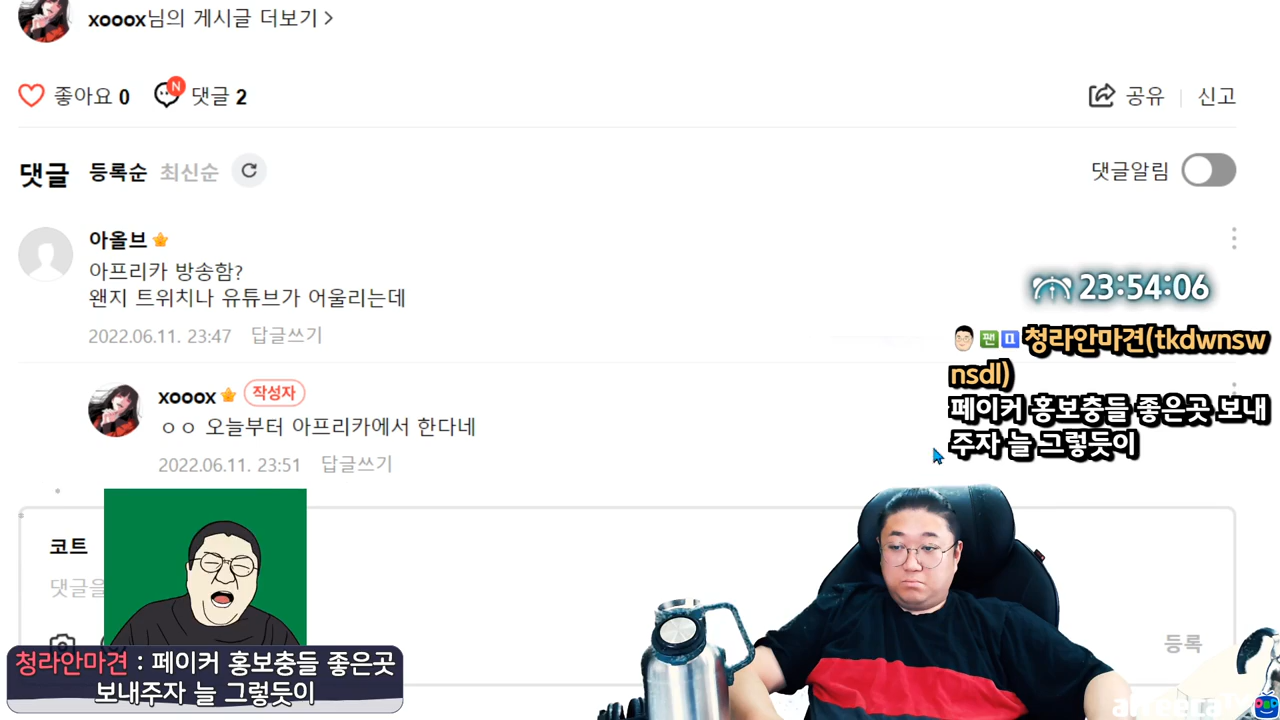 xooox님의 게시글 더보기 >
좋아요 0
N
댓글 2
공유
신고
댓글 등록순 최신순
댓글알림
아올브
아프리카 방송함?
왠지 트위치나 유튜브가 어울리는데
2022.06.11. 23:47 답글쓰기
23:54:06
팬 청라안마견(tkdwnsw
nsdl)
페이커 홍보충들 좋은곳 보내
주자 늘 그렇듯이
xooox 작성자
ㅇㅇ 오늘부터 아프리카에서 한다네
2022.06.11. 23:51 답글쓰기
코트
댓글을
등록
청라안마견 : 페이커 홍보충들 좋은곳
보내주자 늘 그렇듯이